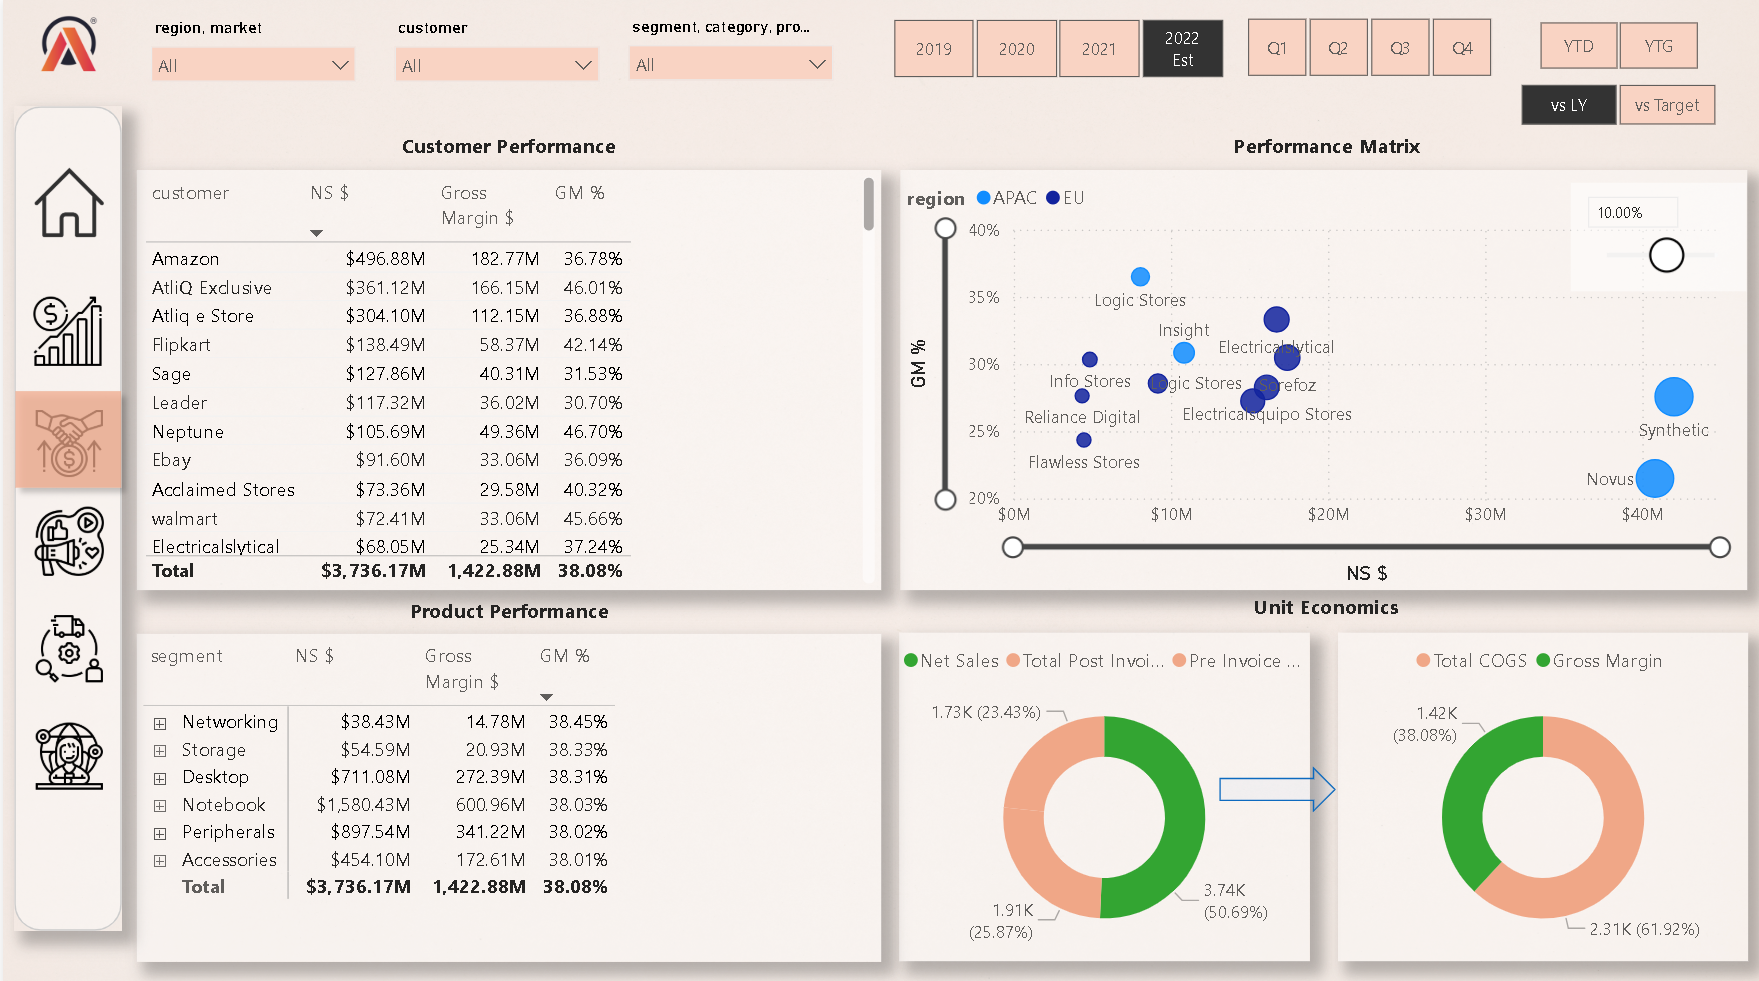 region, market
customer
segment, category, pro...
All
All
All
2019
2020
2021
2022
Est
Q1
Q2
Q3
Q4
YTD
YTG
vs LY
vs Target
Customer Performance
customer NS $ Gross Margin $ GM %
Amazon $496.88M 182.77M 36.78%
AtliQ Exclusive $361.12M 166.15M 46.01%
Atliq e Store $304.10M 112.15M 36.88%
Flipkart $138.49M 58.37M 42.14%
Sage $127.86M 40.31M 31.53%
Leader $117.32M 36.02M 30.70%
Neptune $105.69M 49.36M 46.70%
Ebay $91.60M 33.06M 36.09%
Acclaimed Stores $73.36M 29.58M 40.32%
walmart $72.41M 33.06M 45.66%
Electricalslytical $68.05M 25.34M 37.24%
Total $3,736.17M 1,422.88M 38.08%
Performance Matrix
region APAC EU
10.00%
GM %
40%
35%
30%
25%
20%
Logic Stores
Insight
Electricalslytical
Info Stores
Logic Stores
Sorefoz
Reliance Digital
Electricalsquipo Stores
Flawless Stores
Synthetic
Novus
$0M $10M $20M $30M $40M
NS $
Product Performance
segment NS $ Gross Margin $ GM %
Networking $38.43M 14.78M 38.45%
Storage $54.59M 20.93M 38.33%
Desktop $711.08M 272.39M 38.31%
Notebook $1,580.43M 600.96M 38.03%
Peripherals $897.54M 341.22M 38.02%
Accessories $454.10M 172.61M 38.01%
Total $3,736.17M 1,422.88M 38.08%
Unit Economics
Net Sales Total Post Invoi... Pre Invoice ...
1.73K (23.43%)
1.91K
(25.87%)
3.74K
(50.69%)
Total COGS Gross Margin
1.42K
(38.08%)
2.31K (61.92%)